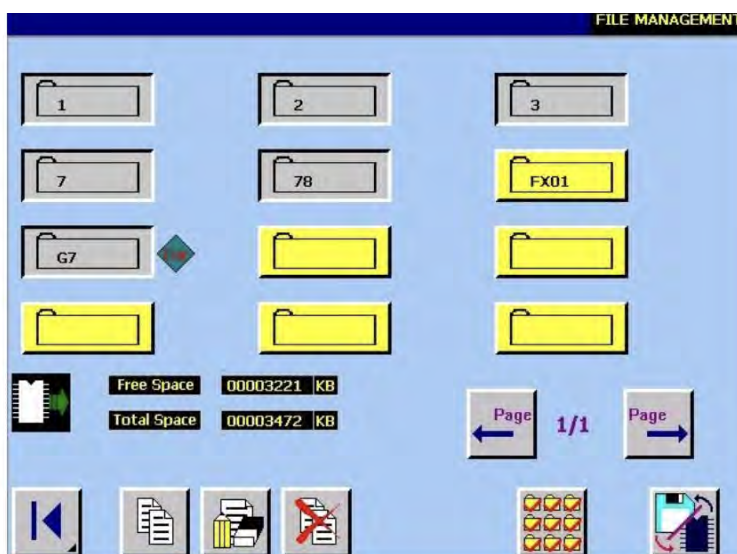 FILE MANAGEMENT
1
2
3
7
78
FX01
G7
Free Space 00003221 KB
Total Space 00003472 KB
Page
1/1
Page